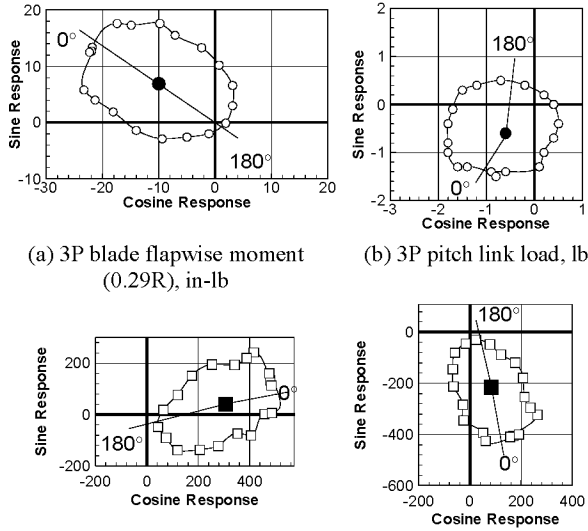 20
10
0
-10
Sine Response
0°
180°
-30 -20 -10 0 10 20
Cosine Response
2
1
0
-1
-2
Sine Response
180°
0°
-3 -2 -1 0 1
Cosine Response
(a) 3P blade flapwise moment
(0.29R), in-lb
(b) 3P pitch link load, lb
200
0
-200
Sine Response
0°
180°
200 0 200 400
Cosine Response
0
-200
-400
-600
Sine Response
180°
0°
-200 0 200 400
Cosine Response